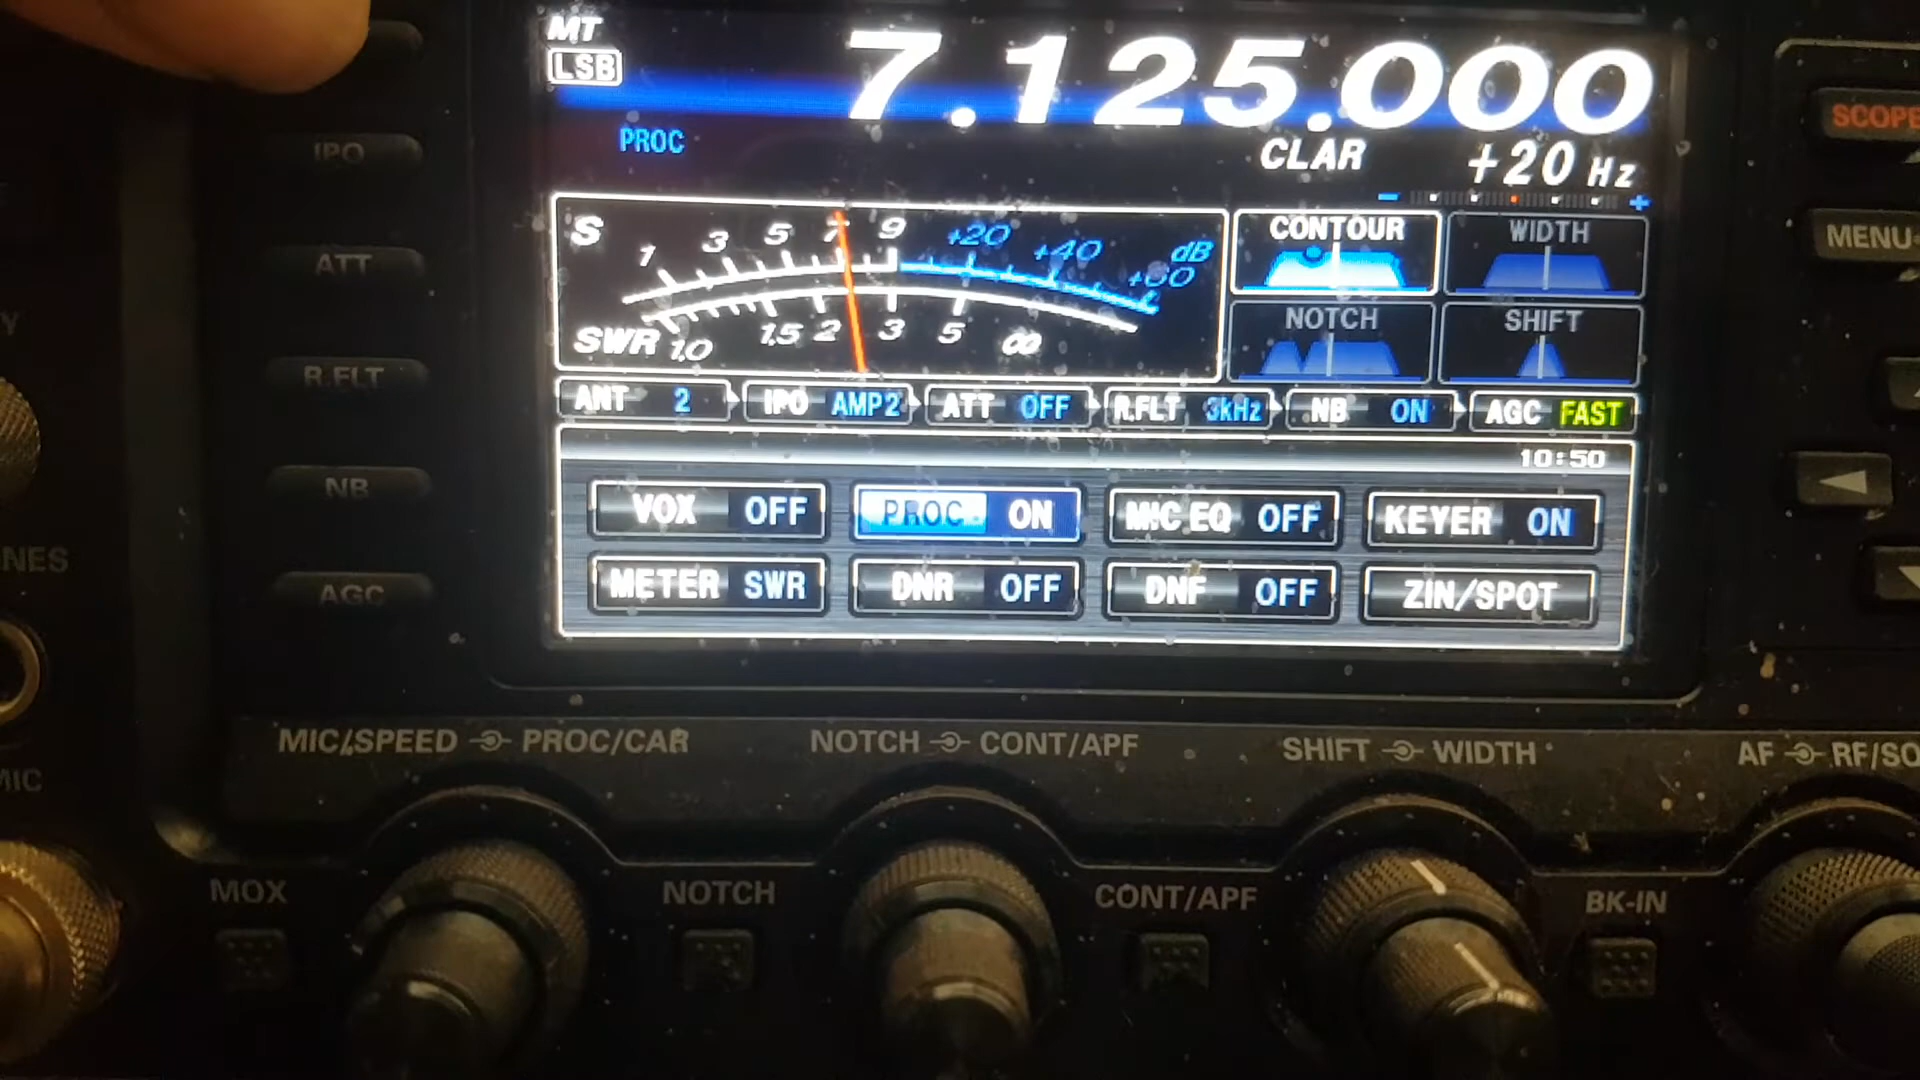 MT
7.125.000
LSB
SCOPE
PROC
CLAR +20 Hz
IPO
- +
S 1 3 5 7 9 +20 +40 +60 dB
CONTOUR WIDTH
MENU
ATT
SWR 1.0 1.5 2 3 5 ∞
NOTCH SHIFT
R.FLT
ANT 2 IPO AMP2 ATT OFF R.FLT 3kHz NB ON AGC FAST
10:50
NB
VOX OFF PROC ON MIC EQ OFF KEYER ON
NES
AGC
METER SWR DNR OFF DNF OFF ZIN/SPOT
MIC/SPEED PROC/CAR NOTCH CONT/APF SHIFT WIDTH AF RF/SQ
MIC
MOX NOTCH CONT/APF BK-IN